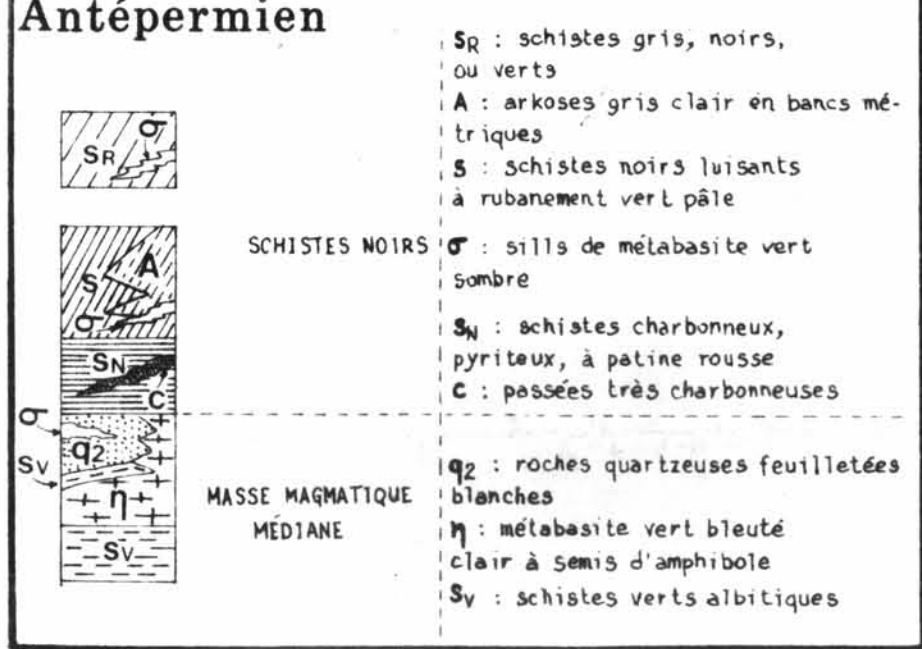 Antépermien
SR : schistes gris, noirs,
ou verts
A : arkoses gris clair en bancs mé-
triques
S : schistes noirs luisants
à rubanement vert pâle
SCHISTES NOIRS
σ : sills de métabasite vert
sombre
SN : schistes charbonneux,
pyriteux, à patine rousse
C : passées très charbonneuses
MASSE MAGMATIQUE
MÉDIANE
q2 : roches quartzeuses feuilletées
blanches
η : métabasite vert bleuté
clair à semis d'amphibole
SV : schistes verts albitiques
σ
SR
A
S
σ
SN
C
σ
q2
SV
η
SV